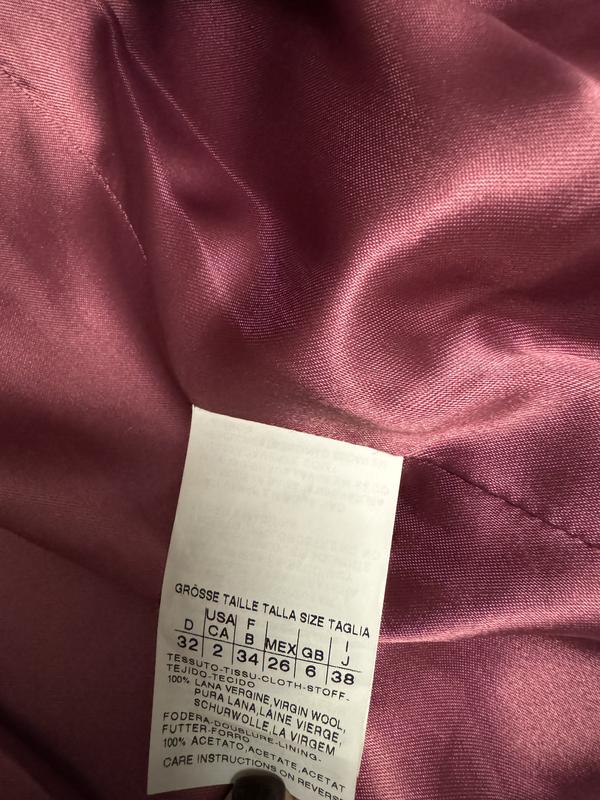 GRÖSSE TAILLE TALLA SIZE TAGLIA
D USA CA F B MEX GB I J
32 2 34 26 6 38
TESSUTO-TISSU-CLOTH-STOFF-
TEJIDO-TECIDO
100% LANA VERGINE,VIRGIN WOOL,
PURA LANA,LAINE VIERGE,
SCHURWOLLE,LA VIRGEM
FODERA-DOUBLURE-LINING-
FUTTER-FORRO
100% ACETATO,ACETATE,ACETAT
CARE INSTRUCTIONS ON REVERS